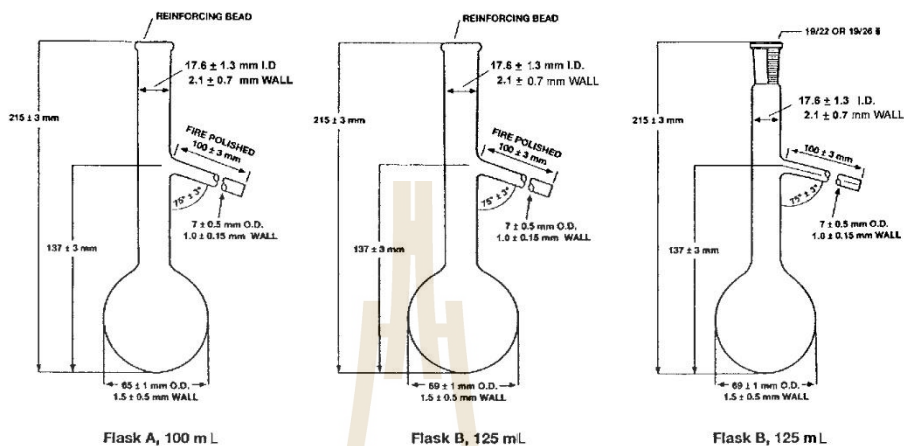 REINFORCING BEAD
17.6 ± 1.3 mm I.D
2.1 ± 0.7 mm WALL
215 ± 3 mm
FIRE POLISHED
100 ± 3 mm
75° ± 3°
7 ± 0.5 mm O.D.
1.0 ± 0.15 mm WALL
137 ± 3 mm
65 ± 1 mm O.D.
1.5 ± 0.5 mm WALL
Flask A, 100 mL
REINFORCING BEAD
17.6 ± 1.3 mm I.D.
2.1 ± 0.7 mm WALL
215 ± 3 mm
FIRE POLISHED
100 ± 3 mm
75° ± 3°
7 ± 0.5 mm O.D.
1.0 ± 0.15 mm WALL
137 ± 3 mm
69 ± 1 mm O.D.
1.5 ± 0.5 mm WALL
Flask B, 125 mL
19/22 OR 19/26
17.6 ± 1.3 I.D.
2.1 ± 0.7 mm WALL
215 ± 3 mm
100 ± 3 mm
75° ± 3°
7 ± 0.5 mm O.D.
1.0 ± 0.15 mm WALL
137 ± 3 mm
69 ± 1 mm O.D.
1.5 ± 0.5 mm WALL
Flask B, 125 mL